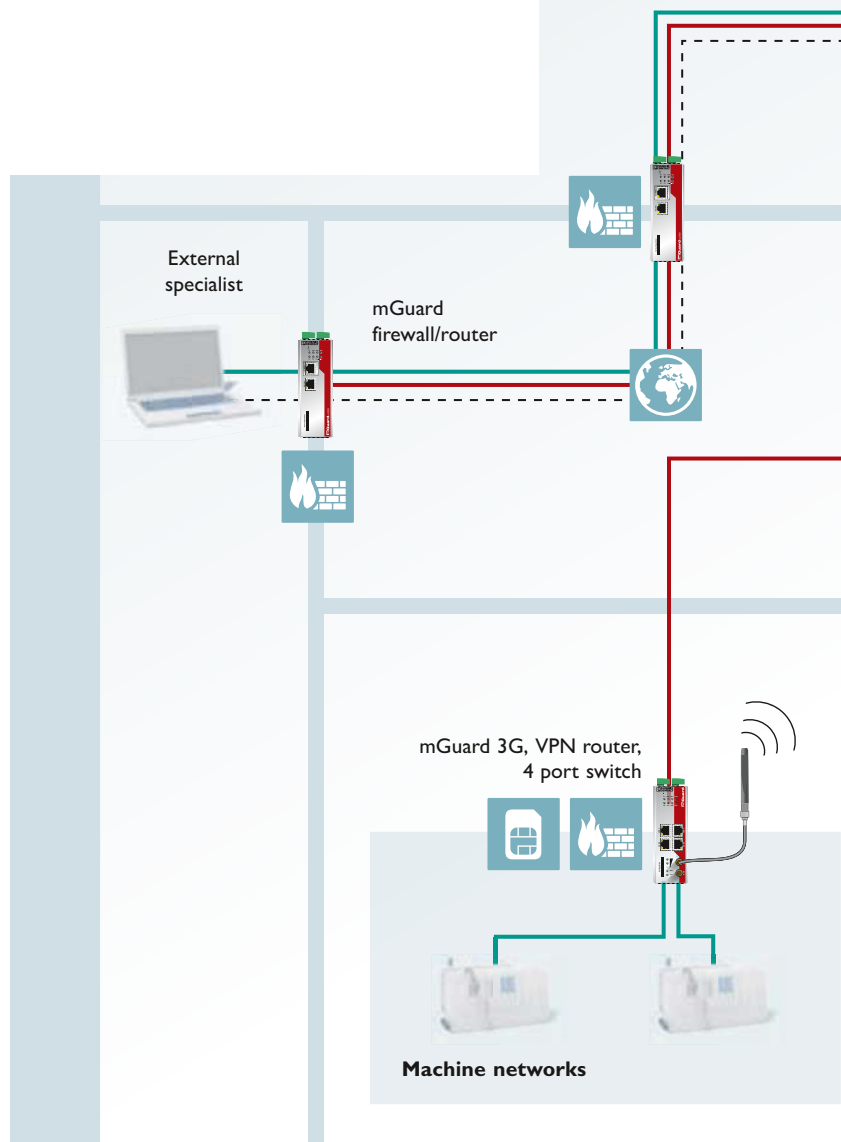 External
specialist
mGuard
firewall/router
mGuard 3G, VPN router,
4 port switch
Machine networks